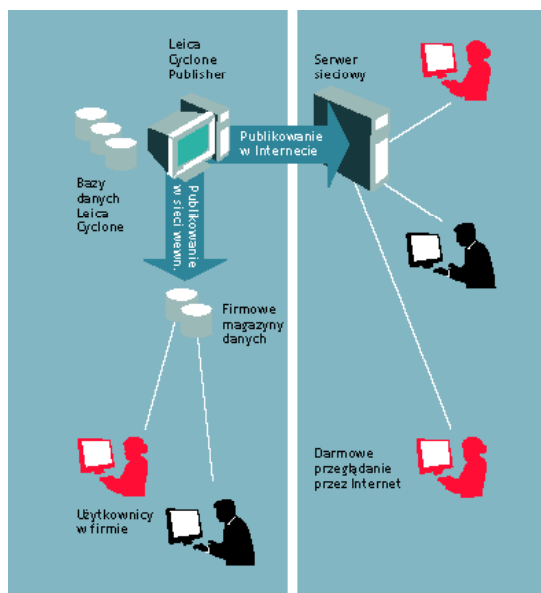 Leica
Cyclone
Publisher
Serwer
sieciowy
Publikowanie
w Internecie
Bazy
danych
Leica
Cyclone
Publikowanie
w sieci wewn.
Firmowe
magazyny
danych
Użytkownicy
w firmie
Darmowe
przeglądanie
przez Internet